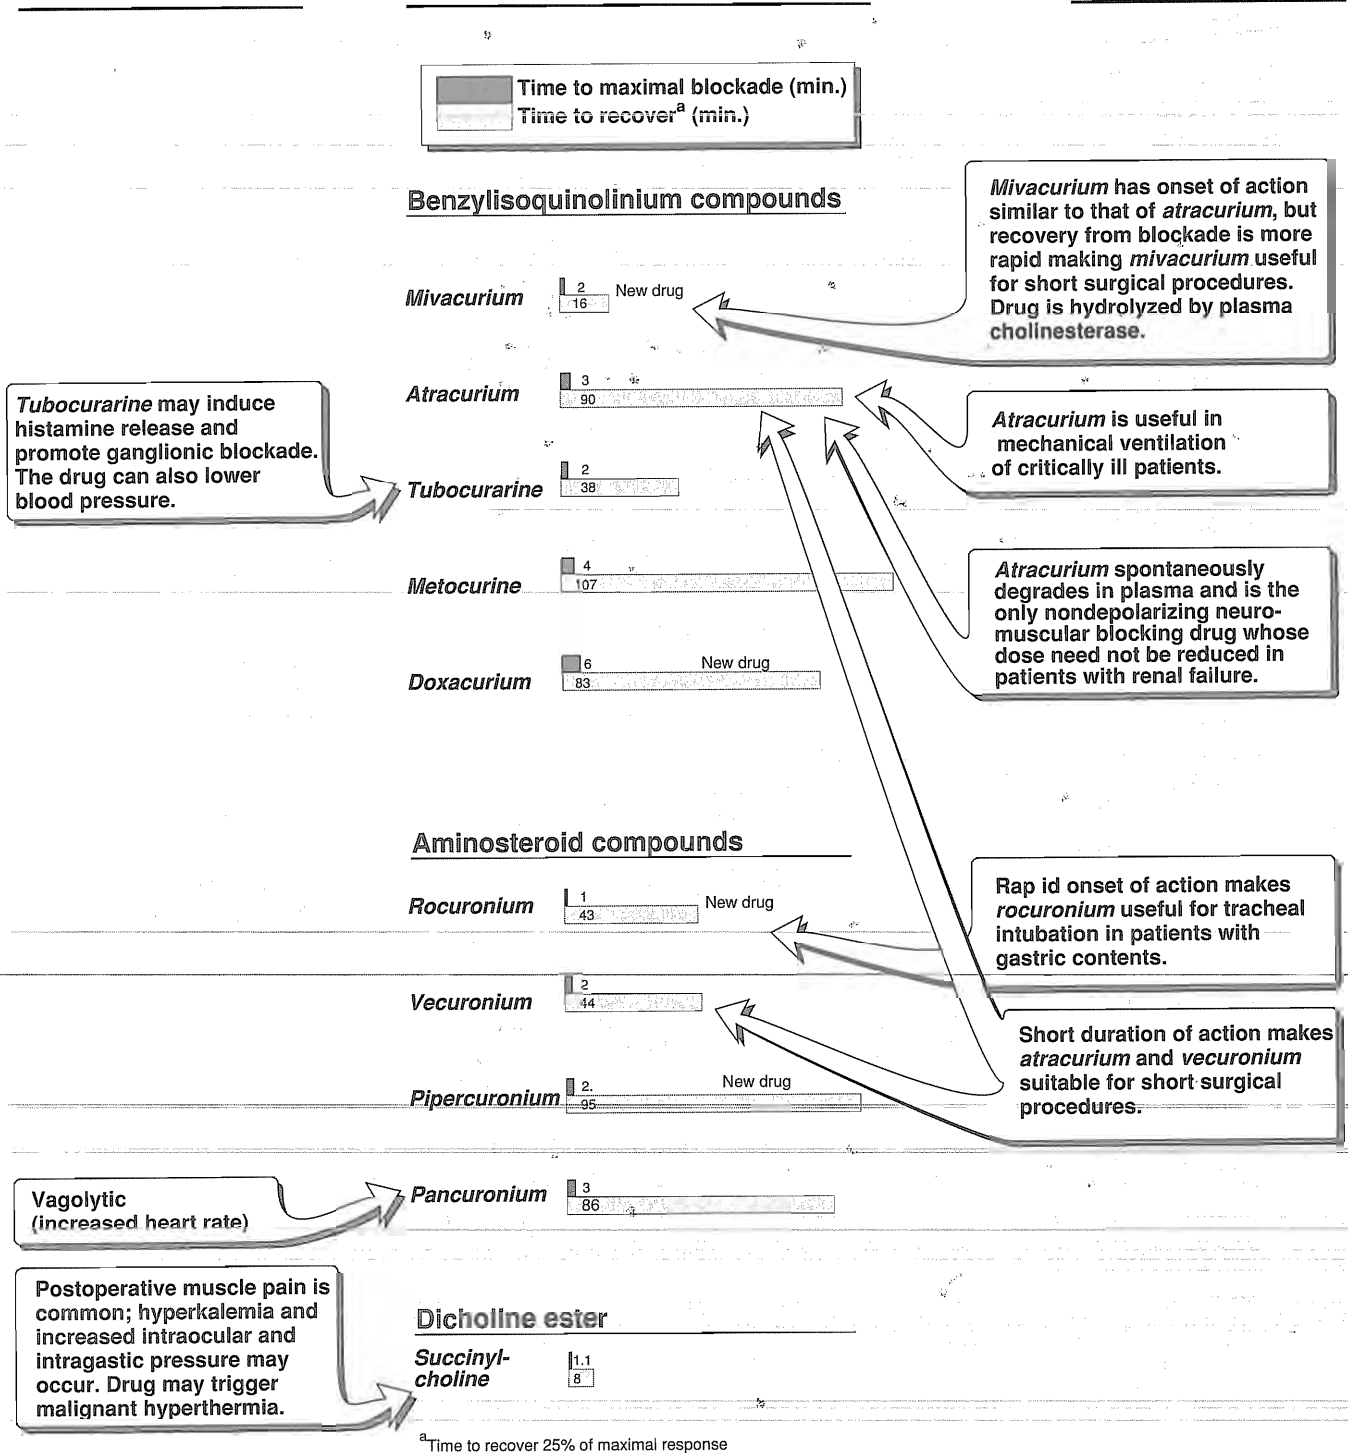 Time to maximal blockade (min.)
Time to recoverᵃ (min.)
Benzylisoquinolinium compounds
Mivacurium
2
16
New drug
Mivacurium has onset of action
similar to that of atracurium, but
recovery from blockade is more
rapid making mivacurium useful
for short surgical procedures.
Drug is hydrolyzed by plasma
cholinesterase.
Atracurium
3
90
Atracurium is useful in
mechanical ventilation
of critically ill patients.
Tubocurarine may induce
histamine release and
promote ganglionic blockade.
The drug can also lower
blood pressure.
Tubocurarine
2
38
Metocurine
4
107
Atracurium spontaneously
degrades in plasma and is the
only nondepolarizing neuro-
muscular blocking drug whose
dose need not be reduced in
patients with renal failure.
Doxacurium
6
83
New drug
Aminosteroid compounds
Rocuronium
1
43
New drug
Rap id onset of action makes
rocuronium useful for tracheal
intubation in patients with
gastric contents.
Vecuronium
2
44
Short duration of action makes
atracurium and vecuronium
suitable for short surgical
procedures.
Pipercuronium
2.
95
New drug
Vagolytic
(increased heart rate)
Pancuronium
3
86
Postoperative muscle pain is
common; hyperkalemia and
increased intraocular and
intragastic pressure may
occur. Drug may trigger
malignant hyperthermia.
Dicholine ester
Succinyl-
choline
1.1
8
ᵃTime to recover 25% of maximal response